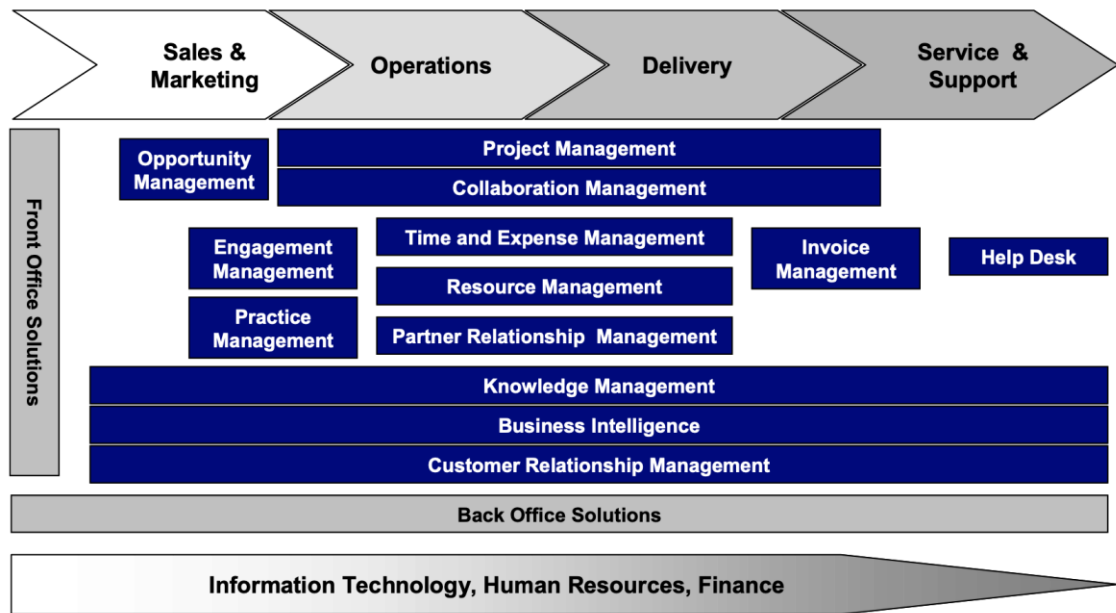 Sales &
Marketing
Operations
Delivery
Service &
Support
Front Office Solutions
Opportunity
Management
Project Management
Collaboration Management
Engagement
Management
Time and Expense Management
Invoice
Management
Help Desk
Resource Management
Practice
Management
Partner Relationship Management
Knowledge Management
Business Intelligence
Customer Relationship Management
Back Office Solutions
Information Technology, Human Resources, Finance